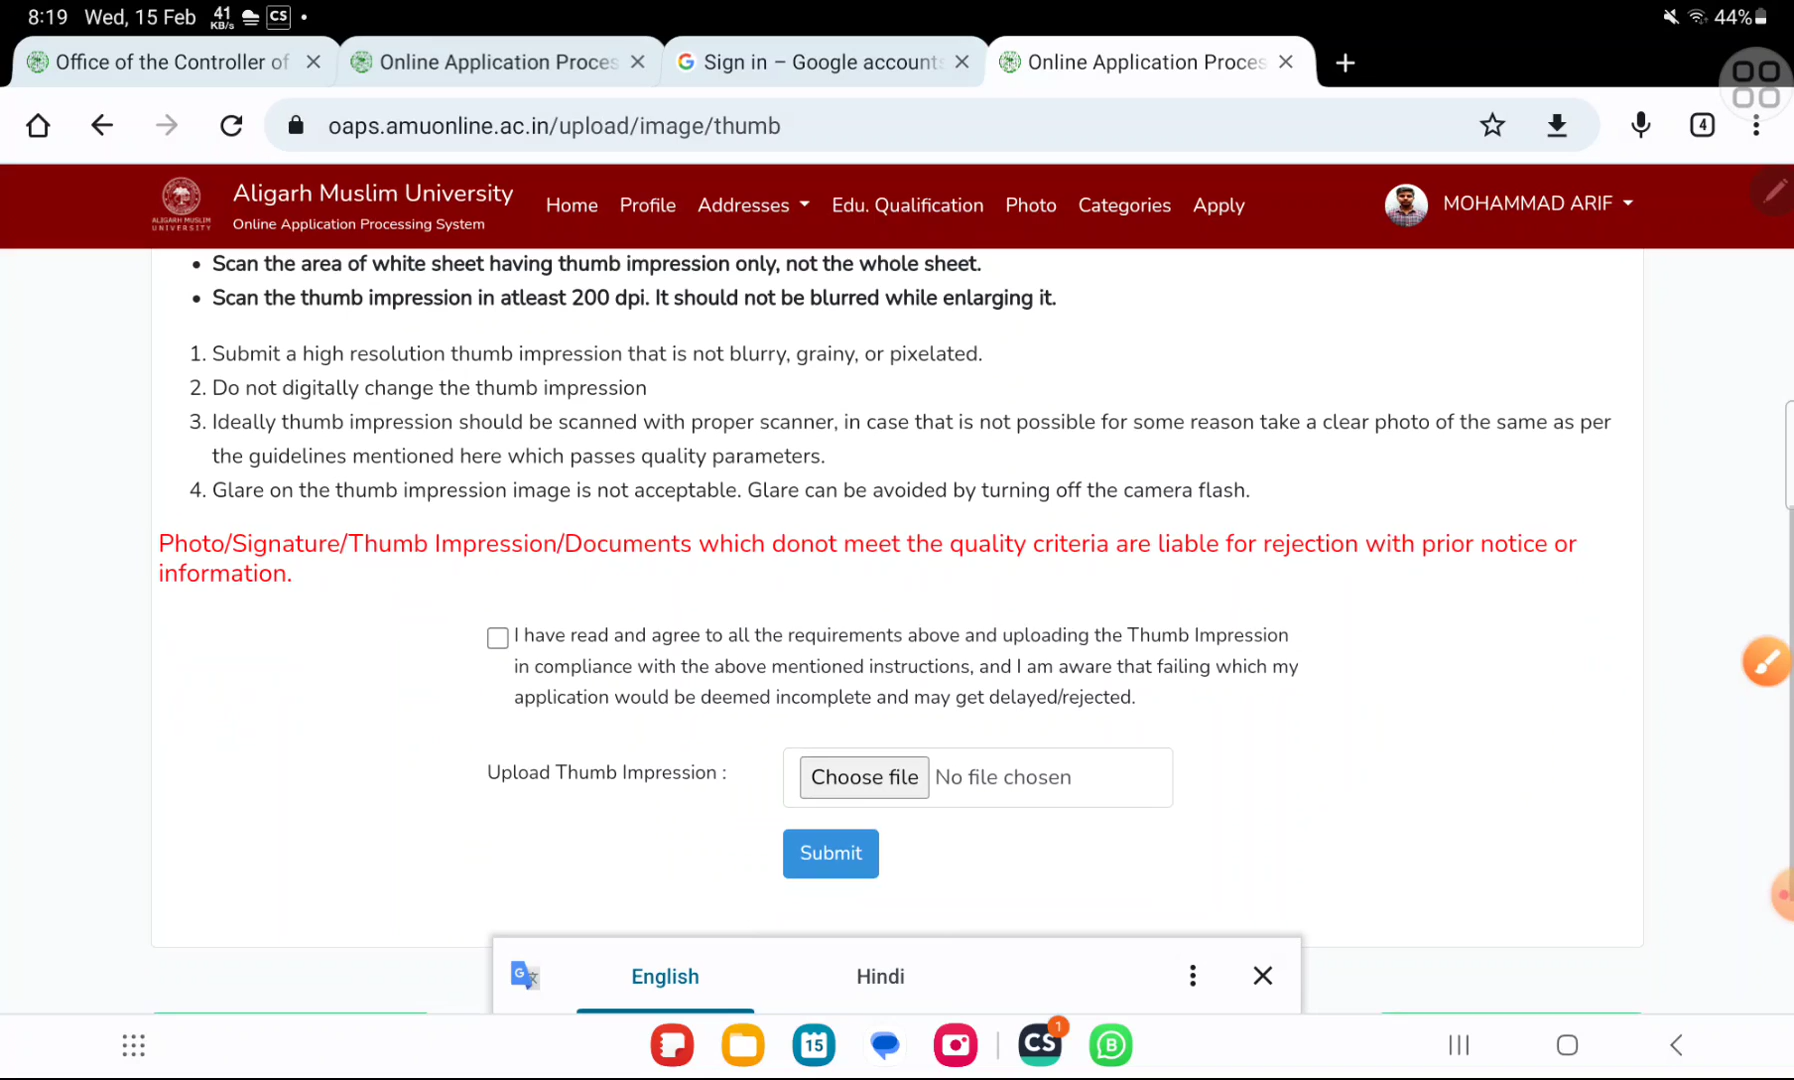 8:19 Wed, 15 Feb 41 KB/s CS • 44%
Office of the Controller of
Online Application Proces
Sign in – Google accounts
Online Application Proces
oaps.amuonline.ac.in/upload/image/thumb
4
ALIGARH MUSLIM UNIVERSITY
Aligarh Muslim University
Online Application Processing System
Home Profile Addresses Edu. Qualification Photo Categories Apply
MOHAMMAD ARIF
• Scan the area of white sheet having thumb impression only, not the whole sheet.
• Scan the thumb impression in atleast 200 dpi. It should not be blurred while enlarging it.
1. Submit a high resolution thumb impression that is not blurry, grainy, or pixelated.
2. Do not digitally change the thumb impression
3. Ideally thumb impression should be scanned with proper scanner, in case that is not possible for some reason take a clear photo of the same as per
the guidelines mentioned here which passes quality parameters.
4. Glare on the thumb impression image is not acceptable. Glare can be avoided by turning off the camera flash.
Photo/Signature/Thumb Impression/Documents which donot meet the quality criteria are liable for rejection with prior notice or
information.
I have read and agree to all the requirements above and uploading the Thumb Impression
in compliance with the above mentioned instructions, and I am aware that failing which my
application would be deemed incomplete and may get delayed/rejected.
Upload Thumb Impression : Choose file No file chosen
Submit
G English Hindi
15 CS 1 B